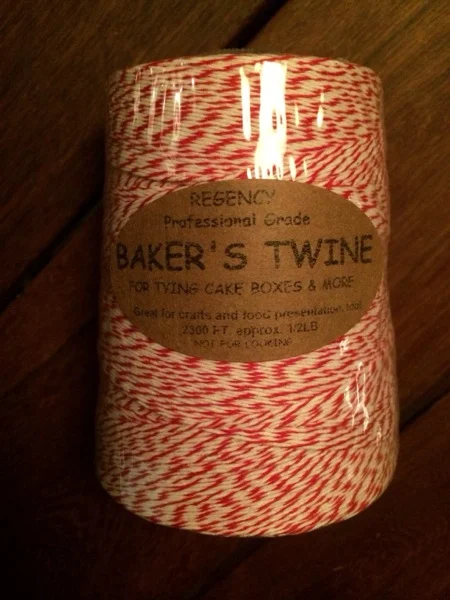 REGENCY
Professional Grade
BAKER'S TWINE
FOR TYING CAKE BOXES & MORE
Great for crafts and food presentation, too!
2300 FT. approx. 1/2LB
NOT FOR COOKING